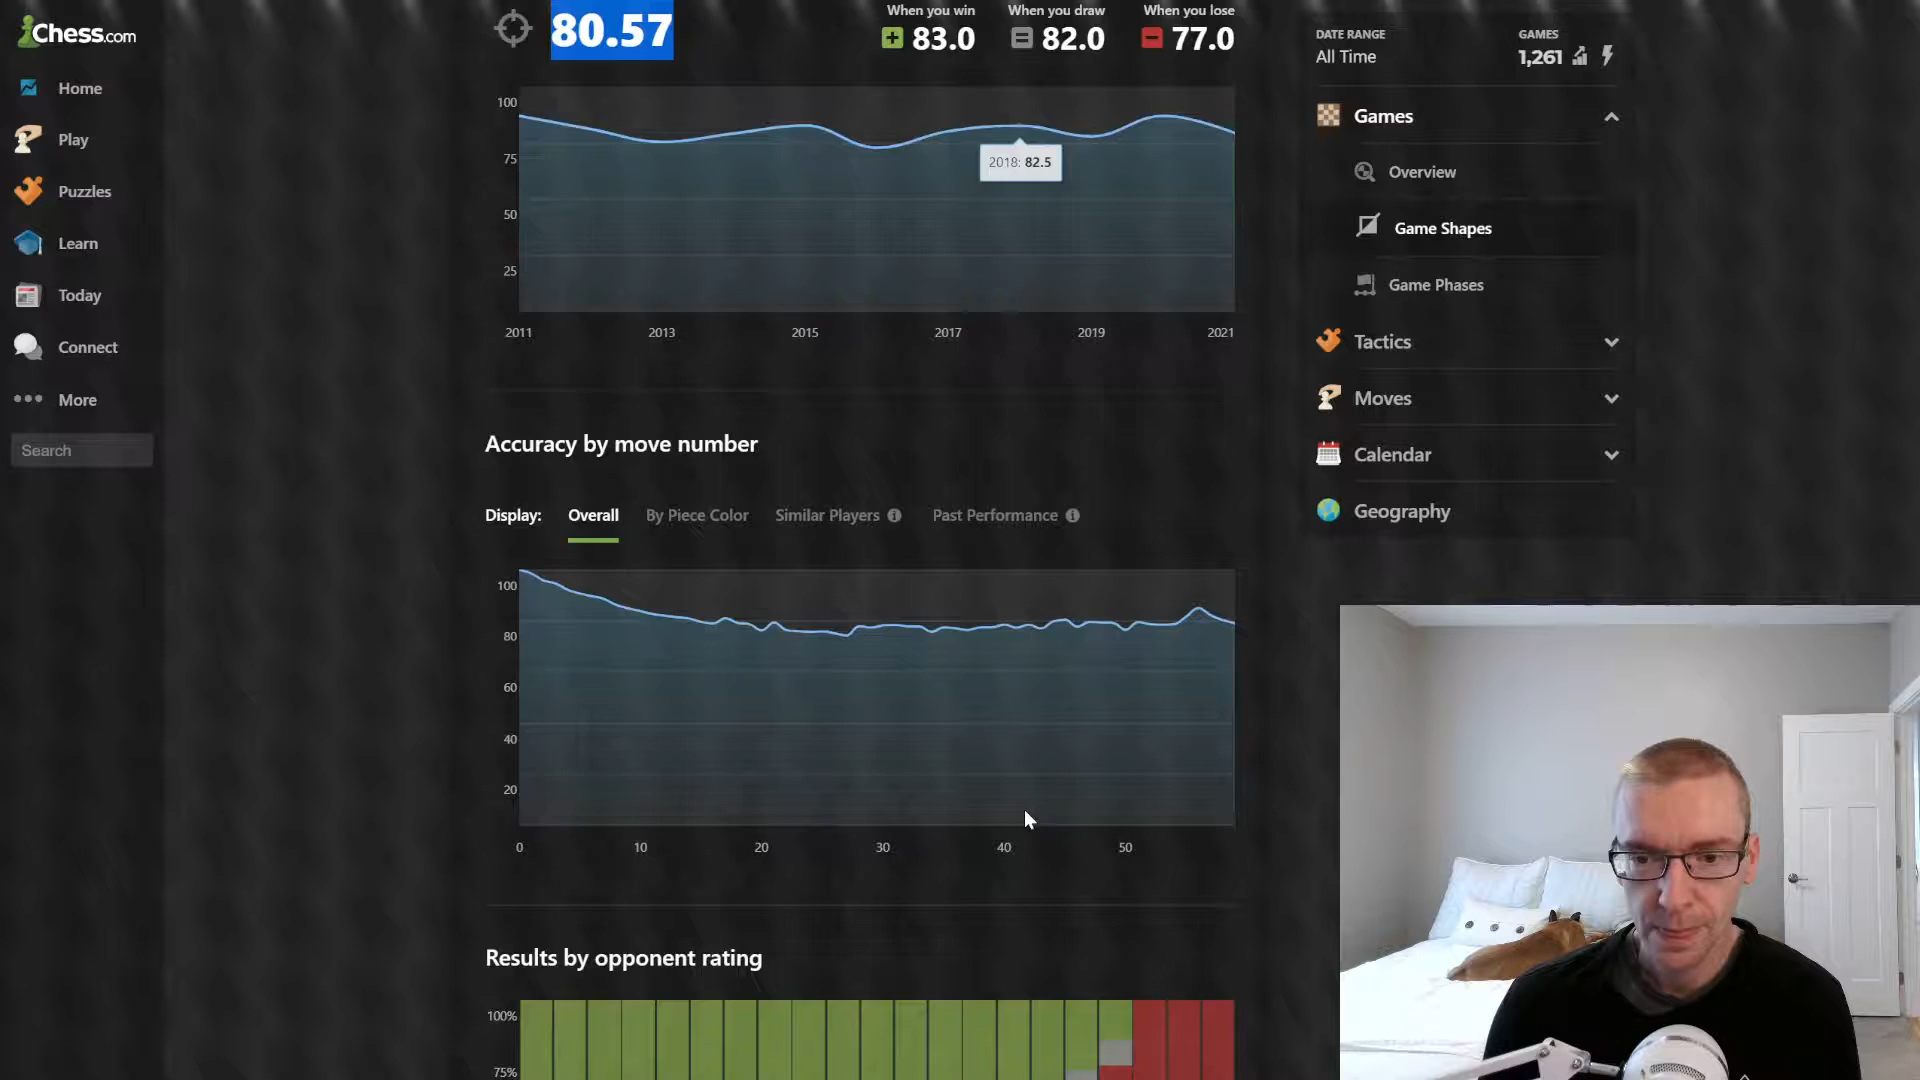 Chess.com
Home
Play
Puzzles
Learn
Today
Connect
More
Search
80.57
When you win
83.0
When you draw
82.0
When you lose
77.0
100
75
50
25
2018: 82.5
2011
2013
2015
2017
2019
2021
Accuracy by move number
Display:
Overall
By Piece Color
Similar Players
Past Performance
100
80
60
40
20
0
10
20
30
40
50
Results by opponent rating
100%
75%
DATE RANGE
All Time
GAMES
1,261
Games
Overview
Game Shapes
Game Phases
Tactics
Moves
Calendar
Geography